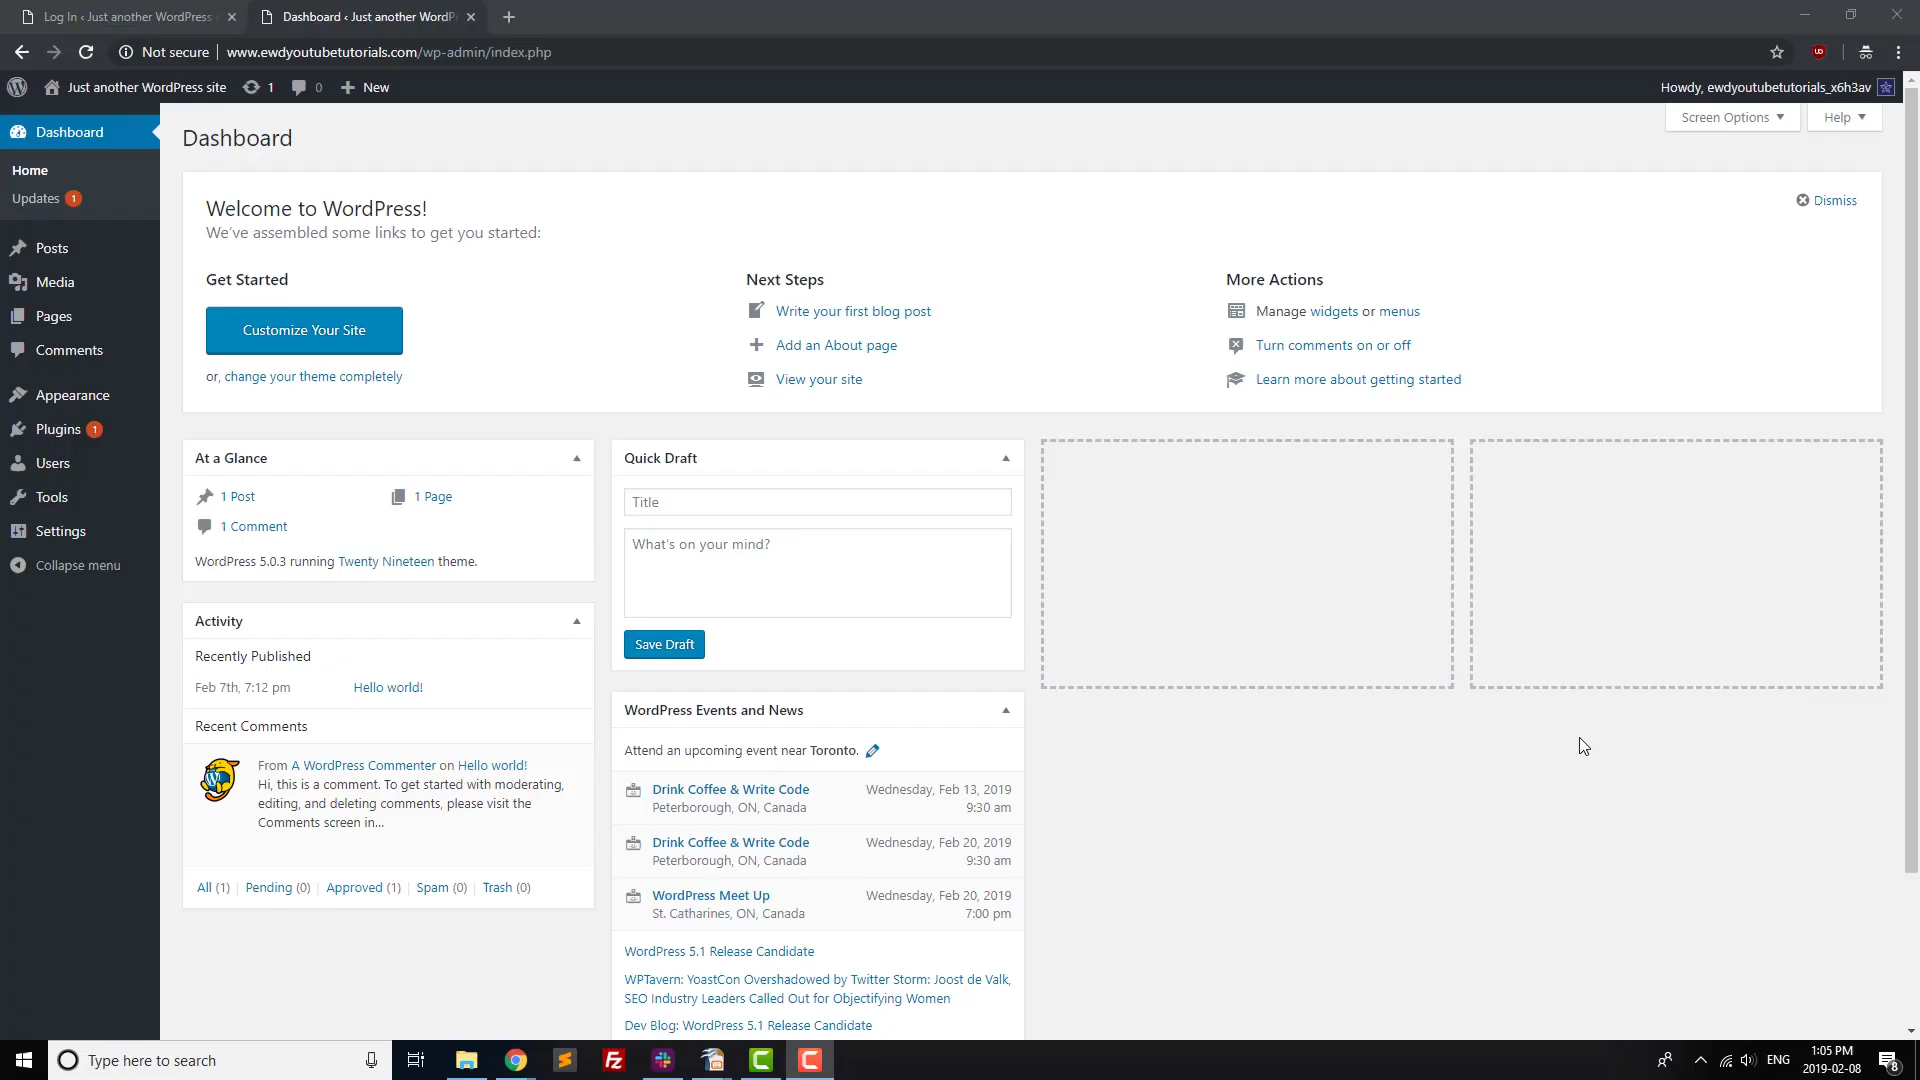 Log In ‹ Just another WordPress
Dashboard ‹ Just another WordPr
Not secure
www.ewdyoutubetutorials.com/wp-admin/index.php
Just another WordPress site
1
0
New
Howdy, ewdyoutubetutorials_x6h3av
Dashboard
Home
Updates 1
Posts
Media
Pages
Comments
Appearance
Plugins 1
Users
Tools
Settings
Collapse menu
Dashboard
Screen Options
Help
Welcome to WordPress!
We've assembled some links to get you started:
Dismiss
Get Started
Customize Your Site
or, change your theme completely
Next Steps
Write your first blog post
Add an About page
View your site
More Actions
Manage widgets or menus
Turn comments on or off
Learn more about getting started
At a Glance
1 Post
1 Page
1 Comment
WordPress 5.0.3 running Twenty Nineteen theme.
Activity
Recently Published
Feb 7th, 7:12 pm
Hello world!
Recent Comments
From A WordPress Commenter on Hello world!
Hi, this is a comment. To get started with moderating,
editing, and deleting comments, please visit the
Comments screen in...
All (1) | Pending (0) | Approved (1) | Spam (0) | Trash (0)
Quick Draft
Title
What's on your mind?
Save Draft
WordPress Events and News
Attend an upcoming event near Toronto.
Drink Coffee & Write Code
Wednesday, Feb 13, 2019
Peterborough, ON, Canada
9:30 am
Drink Coffee & Write Code
Wednesday, Feb 20, 2019
Peterborough, ON, Canada
9:30 am
WordPress Meet Up
Wednesday, Feb 20, 2019
St. Catharines, ON, Canada
7:00 pm
WordPress 5.1 Release Candidate
WPTavern: YoastCon Overshadowed by Twitter Storm: Joost de Valk,
SEO Industry Leaders Called Out for Objectifying Women
Dev Blog: WordPress 5.1 Release Candidate
Type here to search
ENG
1:05 PM
2019-02-08
8